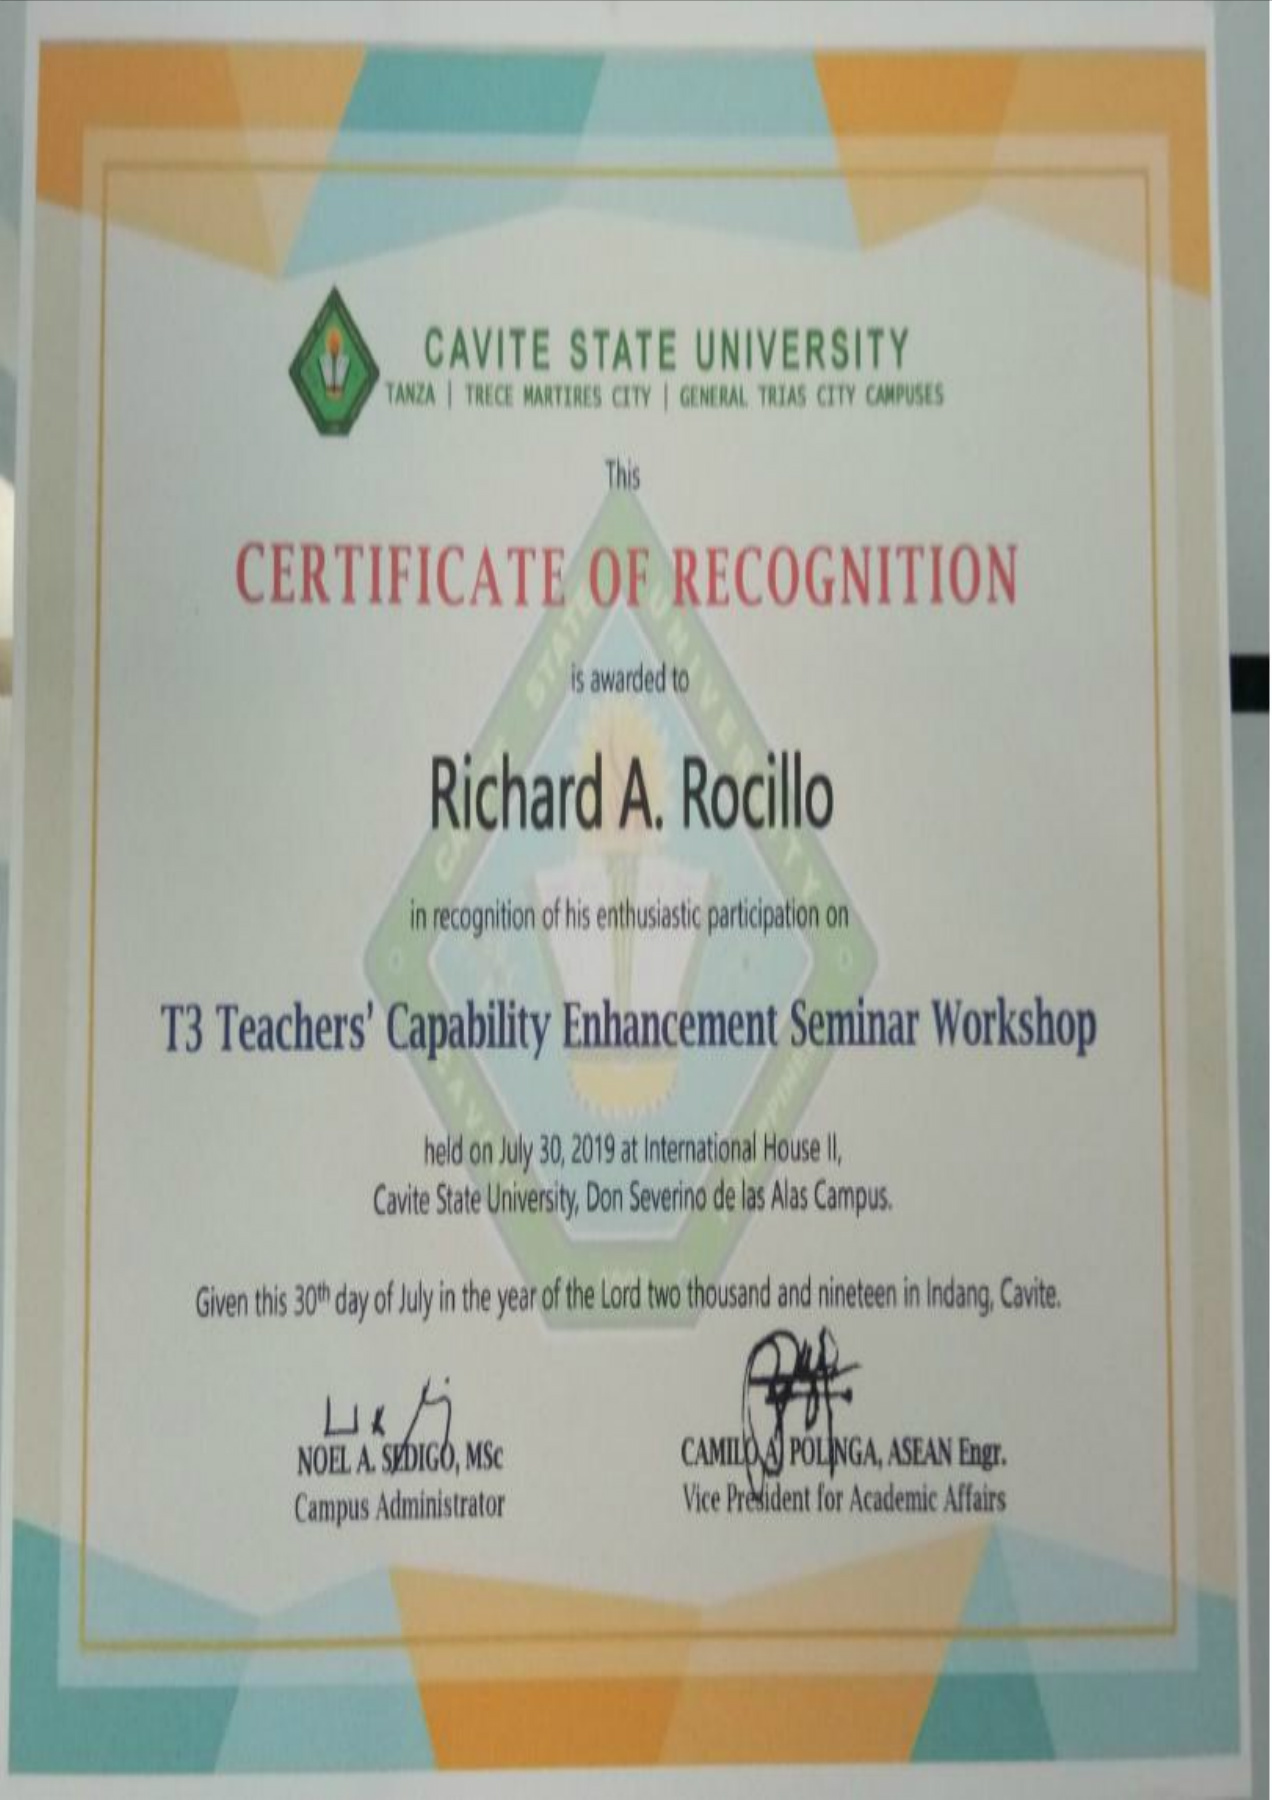 CAVITE STATE UNIVERSITY
TANZA | TRECE MARTIRES CITY | GENERAL TRIAS CITY CAMPUSES
This
CERTIFICATE OF RECOGNITION
is awarded to
Richard A. Rocillo
in recognition of his enthusiastic participation on
T3 Teachers' Capability Enhancement Seminar Workshop
held on July 30, 2019 at International House II,
Cavite State University, Don Severino de las Alas Campus.
Given this 30th day of July in the year of the Lord two thousand and nineteen in Indang, Cavite.
NOEL A. SEDIGO, MSc
Campus Administrator
CAMILO A. POLINGA, ASEAN Engr.
Vice President for Academic Affairs